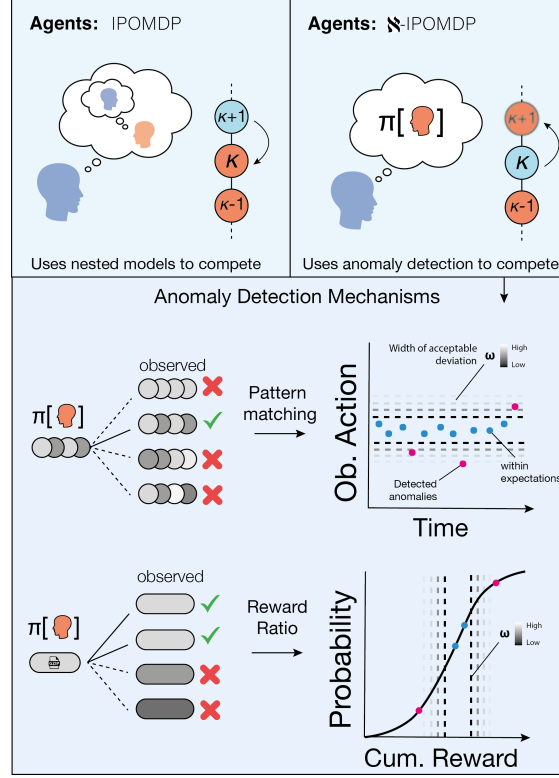 Agents: IPOMDP
κ+1
K
κ-1
Uses nested models to compete
Agents: ℵ-IPOMDP
π[ ]
κ+1
K
κ-1
Uses anomaly detection to compete
Anomaly Detection Mechanisms
π[ ]
observed
Pattern
matching
Width of acceptable
deviation
ω
High
Low
Ob. Action
within
expectations
Detected
anomalies
Time
π[ ]
observed
Reward
Ratio
Probability
ω
High
Low
Cum. Reward